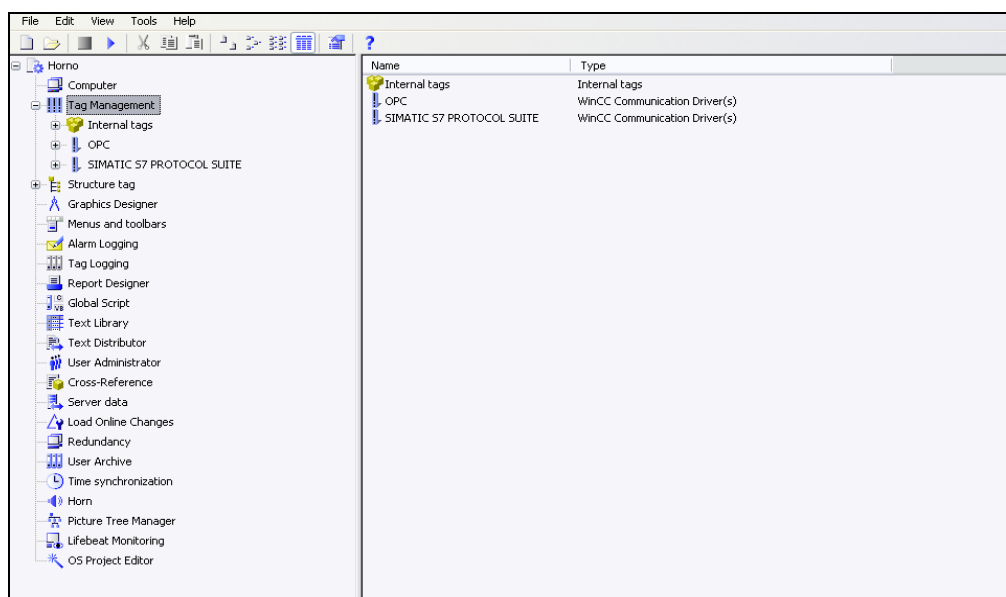 File Edit View Tools Help
Horno
Computer
Tag Management
Internal tags
OPC
SIMATIC S7 PROTOCOL SUITE
Structure tag
Graphics Designer
Menus and toolbars
Alarm Logging
Tag Logging
Report Designer
Global Script
Text Library
Text Distributor
User Administrator
Cross-Reference
Server data
Load Online Changes
Redundancy
User Archive
Time synchronization
Horn
Picture Tree Manager
Lifebeat Monitoring
OS Project Editor
Name Type
Internal tags Internal tags
OPC WinCC Communication Driver(s)
SIMATIC S7 PROTOCOL SUITE WinCC Communication Driver(s)